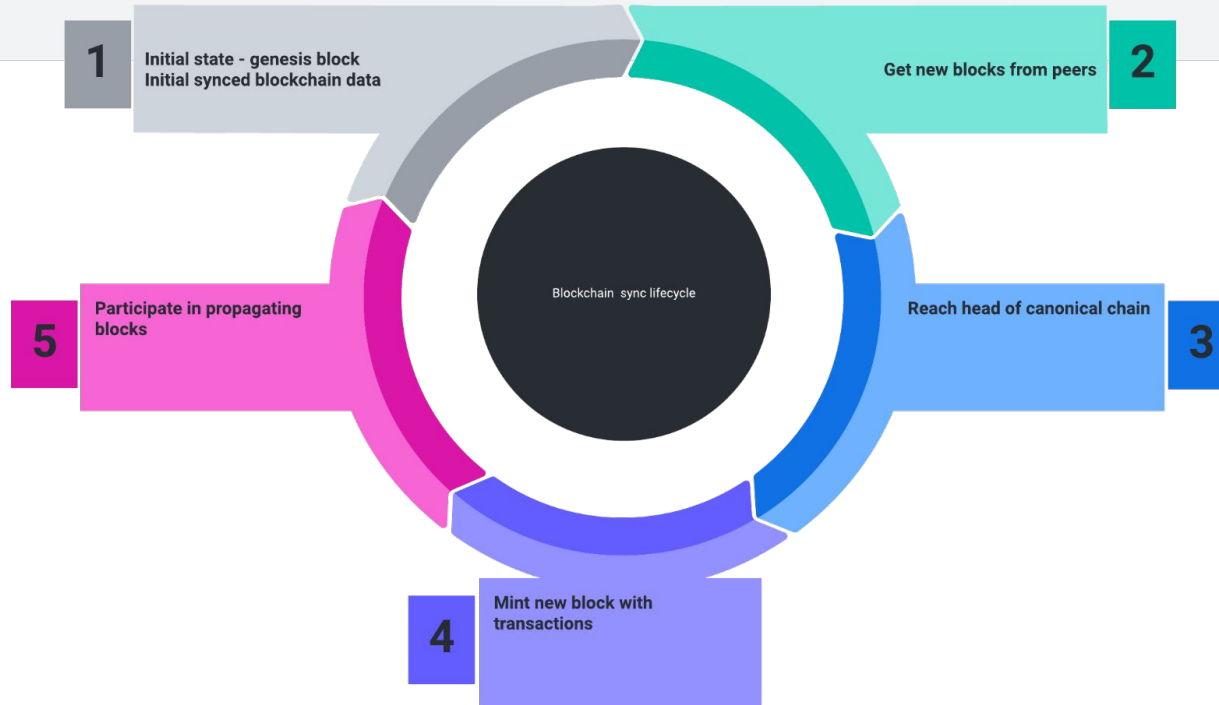 1
Initial state - genesis block
Initial synced blockchain data
2
Get new blocks from peers
3
Reach head of canonical chain
4
Mint new block with
transactions
5
Participate in propagating
blocks
Blockchain sync lifecycle